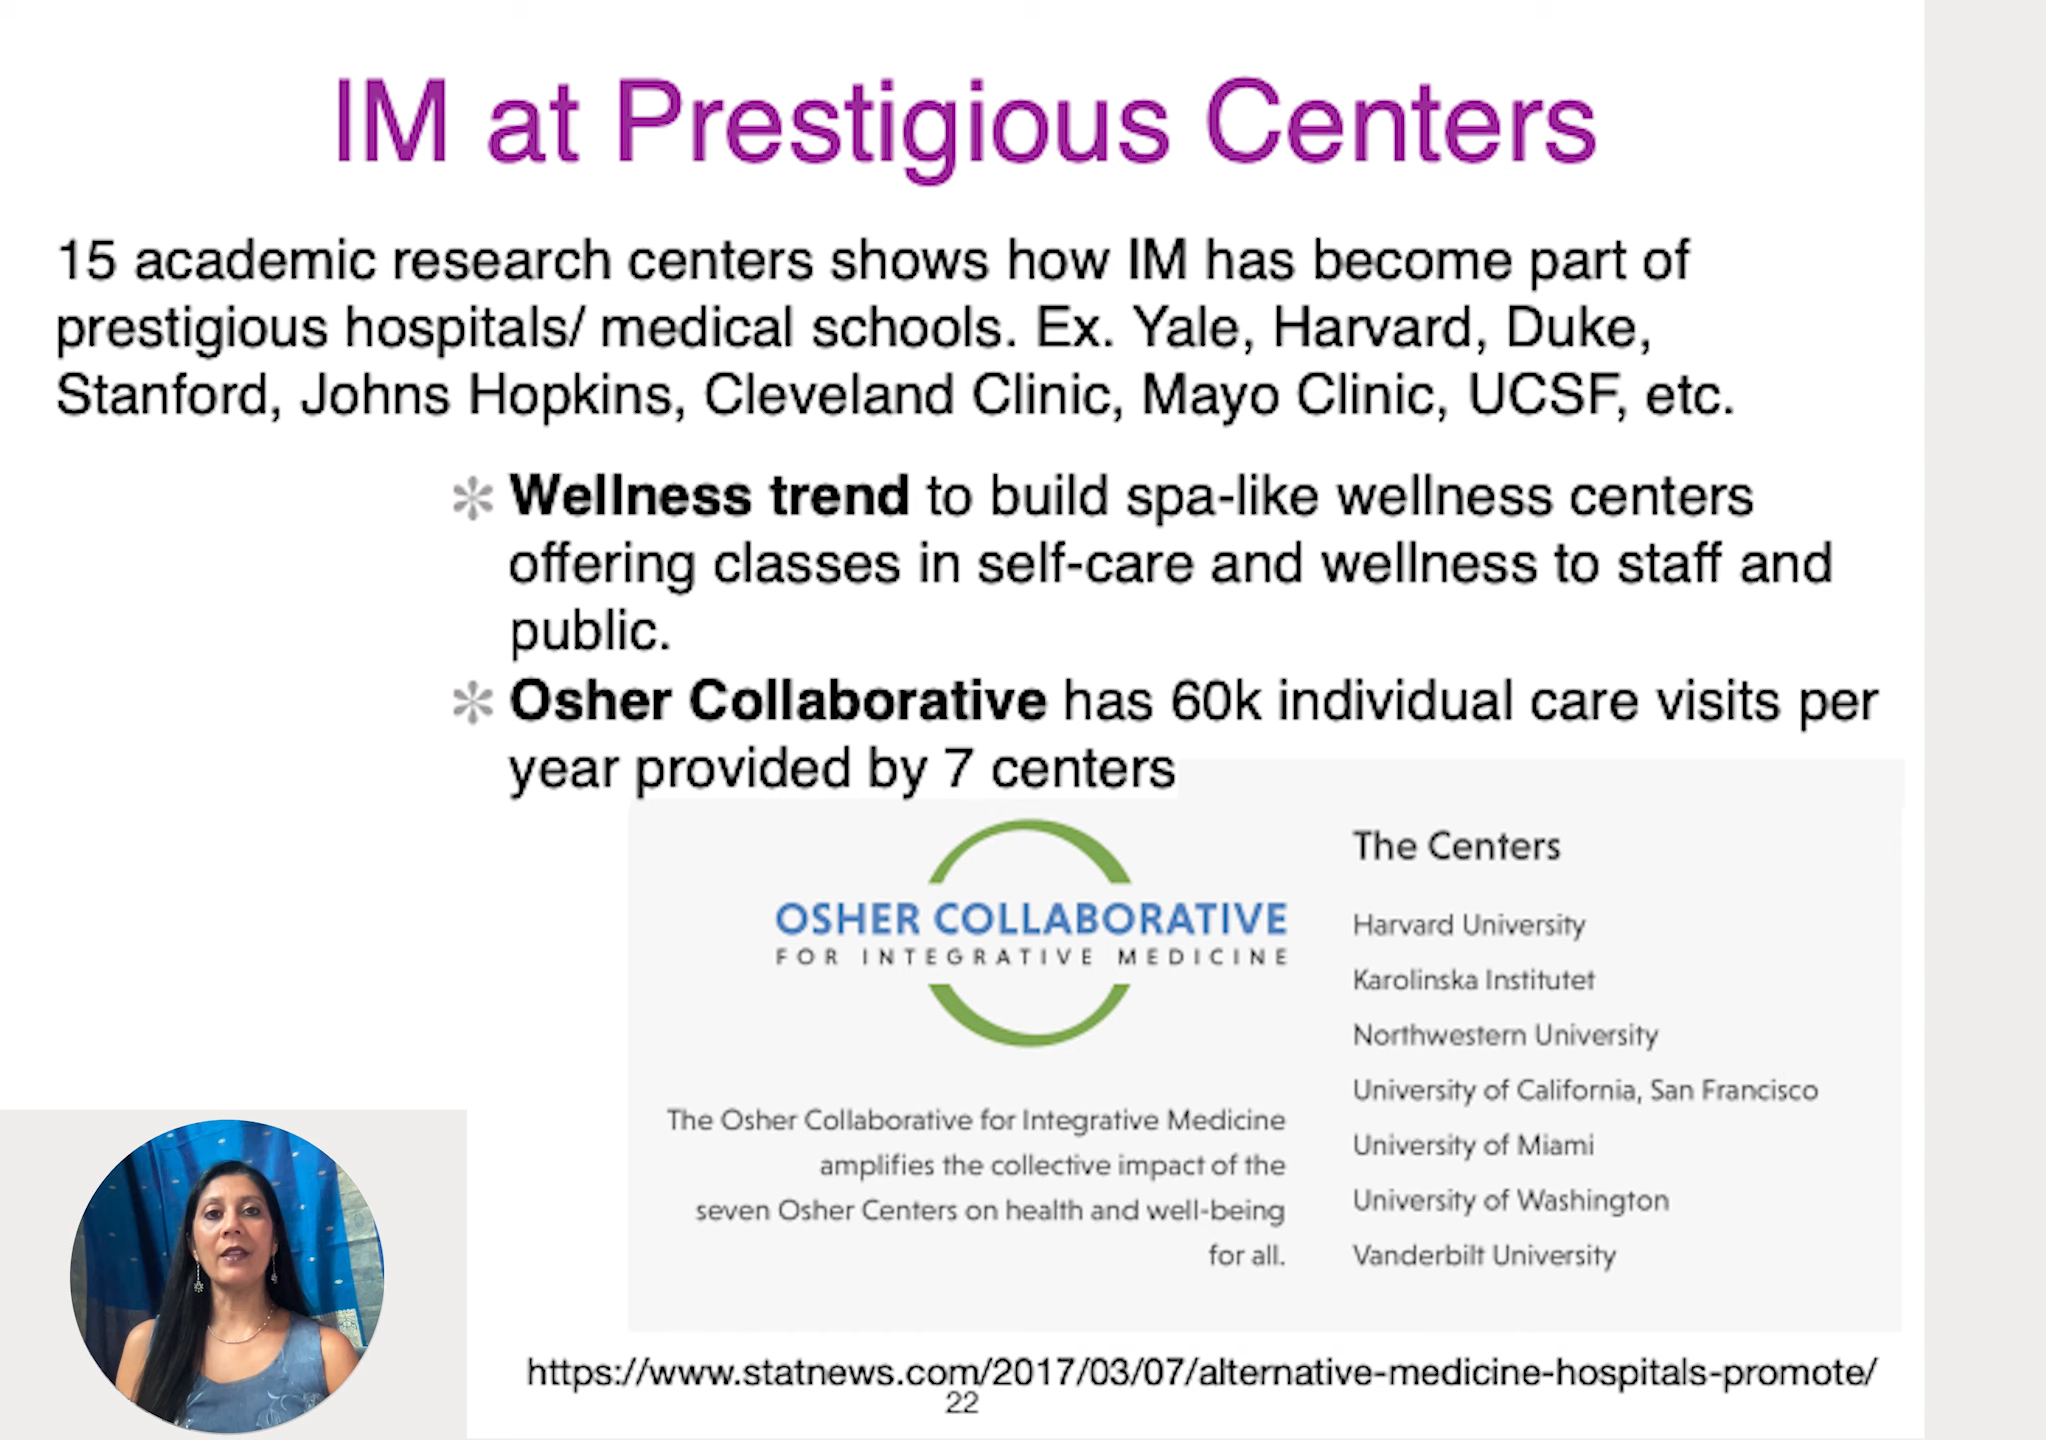 IM at Prestigious Centers
15 academic research centers shows how IM has become part of
prestigious hospitals/ medical schools. Ex. Yale, Harvard, Duke,
Stanford, Johns Hopkins, Cleveland Clinic, Mayo Clinic, UCSF, etc.
✻ Wellness trend to build spa-like wellness centers
offering classes in self-care and wellness to staff and
public.
✻ Osher Collaborative has 60k individual care visits per
year provided by 7 centers
OSHER COLLABORATIVE
FOR INTEGRATIVE MEDICINE
The Osher Collaborative for Integrative Medicine
amplifies the collective impact of the
seven Osher Centers on health and well-being
for all.
The Centers
Harvard University
Karolinska Institutet
Northwestern University
University of California, San Francisco
University of Miami
University of Washington
Vanderbilt University
https://www.statnews.com/2017/03/07/alternative-medicine-hospitals-promote/
22